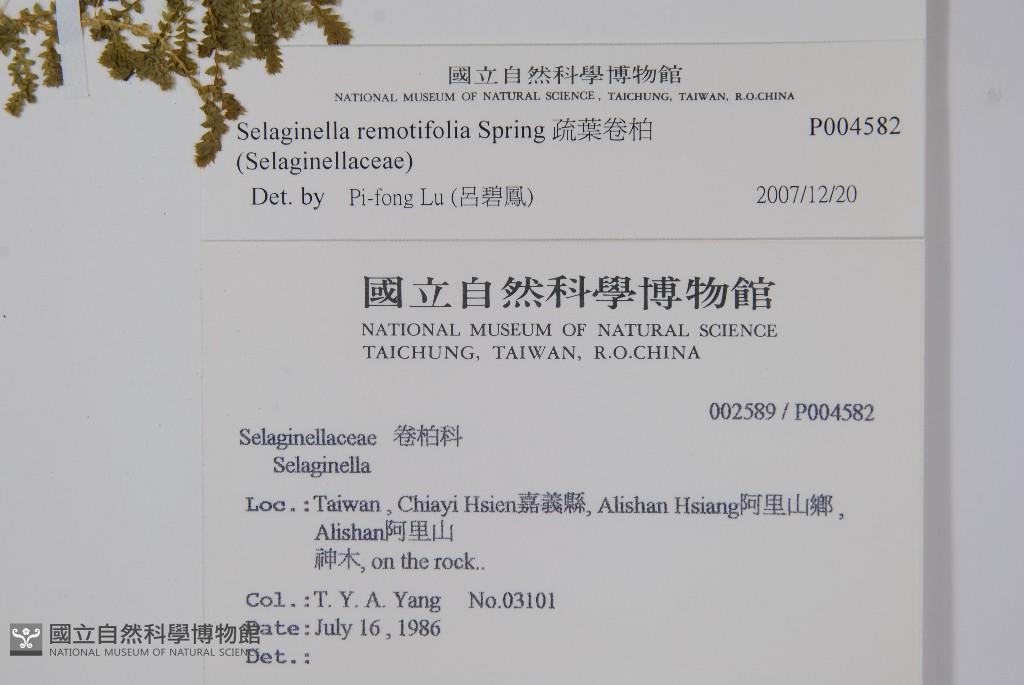 國立自然科學博物館
NATIONAL MUSEUM OF NATURAL SCIENCE, TAICHUNG, TAIWAN, R.O.CHINA
Selaginella remotifolia Spring 疏葉卷柏 P004582
(Selaginellaceae)
Det. by Pi-fong Lu (呂碧鳳) 2007/12/20
國立自然科學博物館
NATIONAL MUSEUM OF NATURAL SCIENCE
TAICHUNG, TAIWAN, R.O.CHINA
002589 / P004582
Selaginellaceae 卷柏科
Selaginella
Loc.:Taiwan , Chiayi Hsien嘉義縣, Alishan Hsiang阿里山鄉 ,
Alishan阿里山
神木, on the rock..
Col.:T. Y. A. Yang No.03101
Date:July 16 , 1986
Det.:
國立自然科學博物館
NATIONAL MUSEUM OF NATURAL SCIENCE